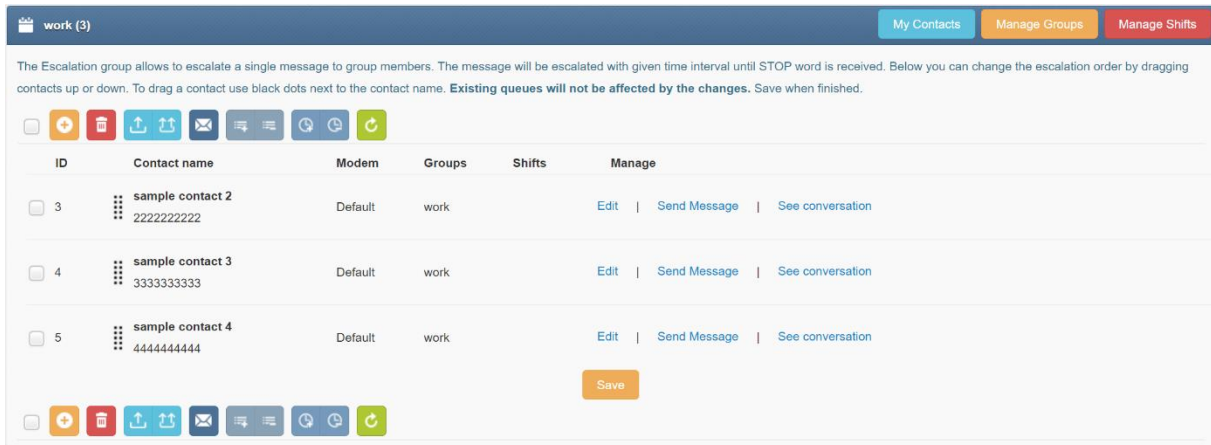 work (3)
My Contacts
Manage Groups
Manage Shifts
The Escalation group allows to escalate a single message to group members. The message will be escalated with given time interval until STOP word is received. Below you can change the escalation order by dragging
contacts up or down. To drag a contact use black dots next to the contact name. Existing queues will not be affected by the changes. Save when finished.
ID Contact name Modem Groups Shifts Manage
sample contact 2
3 Default work Edit | Send Message | See conversation
2222222222
sample contact 3
4 Default work Edit | Send Message | See conversation
3333333333
sample contact 4
5 Default work Edit | Send Message | See conversation
4444444444
Save